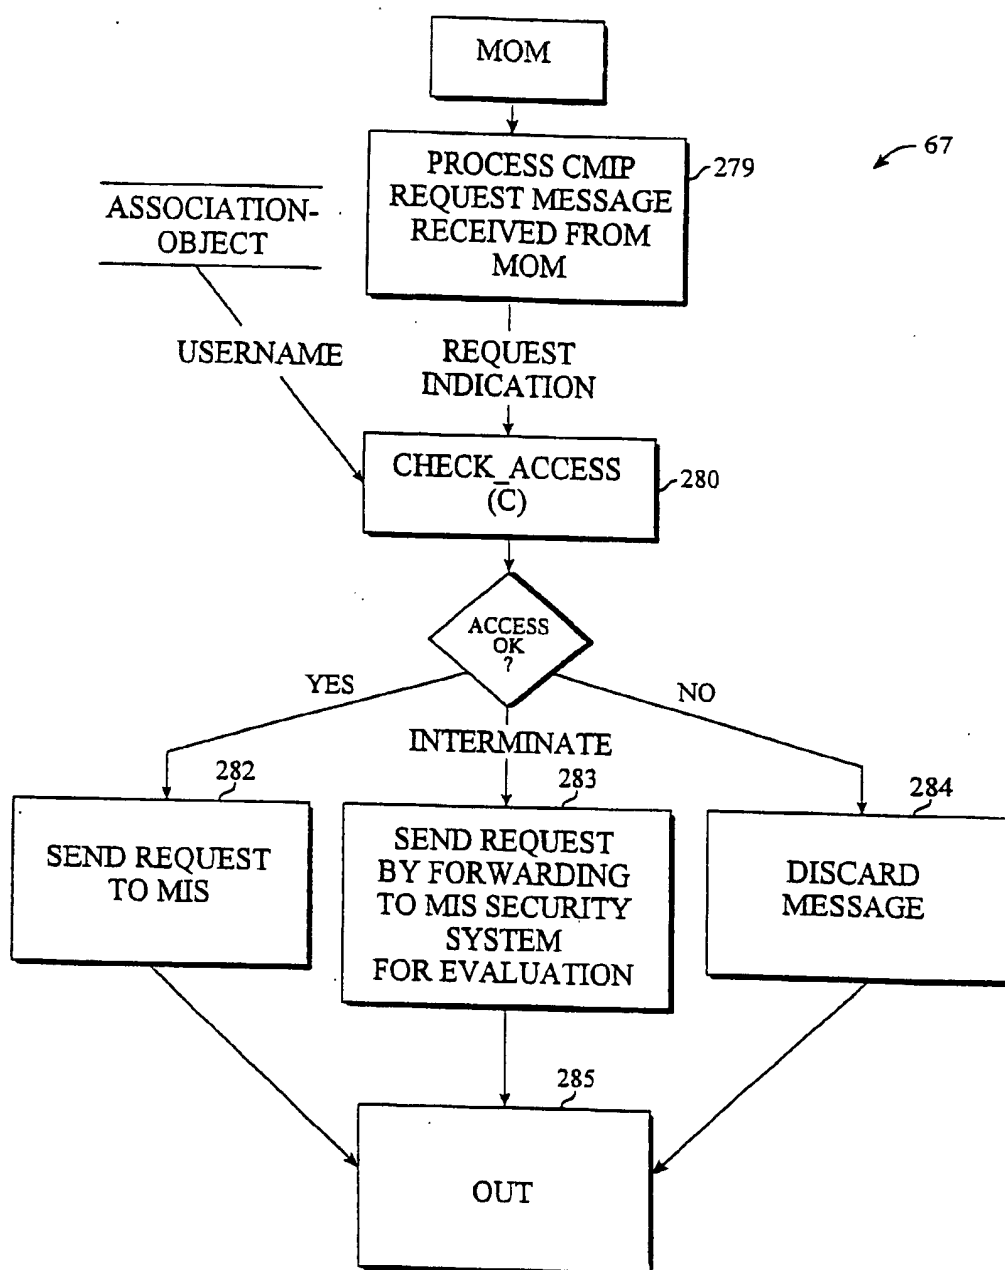 MOM
PROCESS CMIP
REQUEST MESSAGE
RECEIVED FROM
MOM
279
67
ASSOCIATION-
OBJECT
USERNAME
REQUEST
INDICATION
CHECK_ACCESS
(C)
280
ACCESS
OK
?
YES
NO
INTERMINATE
282
283
284
SEND REQUEST
TO MIS
SEND REQUEST
BY FORWARDING
TO MIS SECURITY
SYSTEM
FOR EVALUATION
DISCARD
MESSAGE
285
OUT